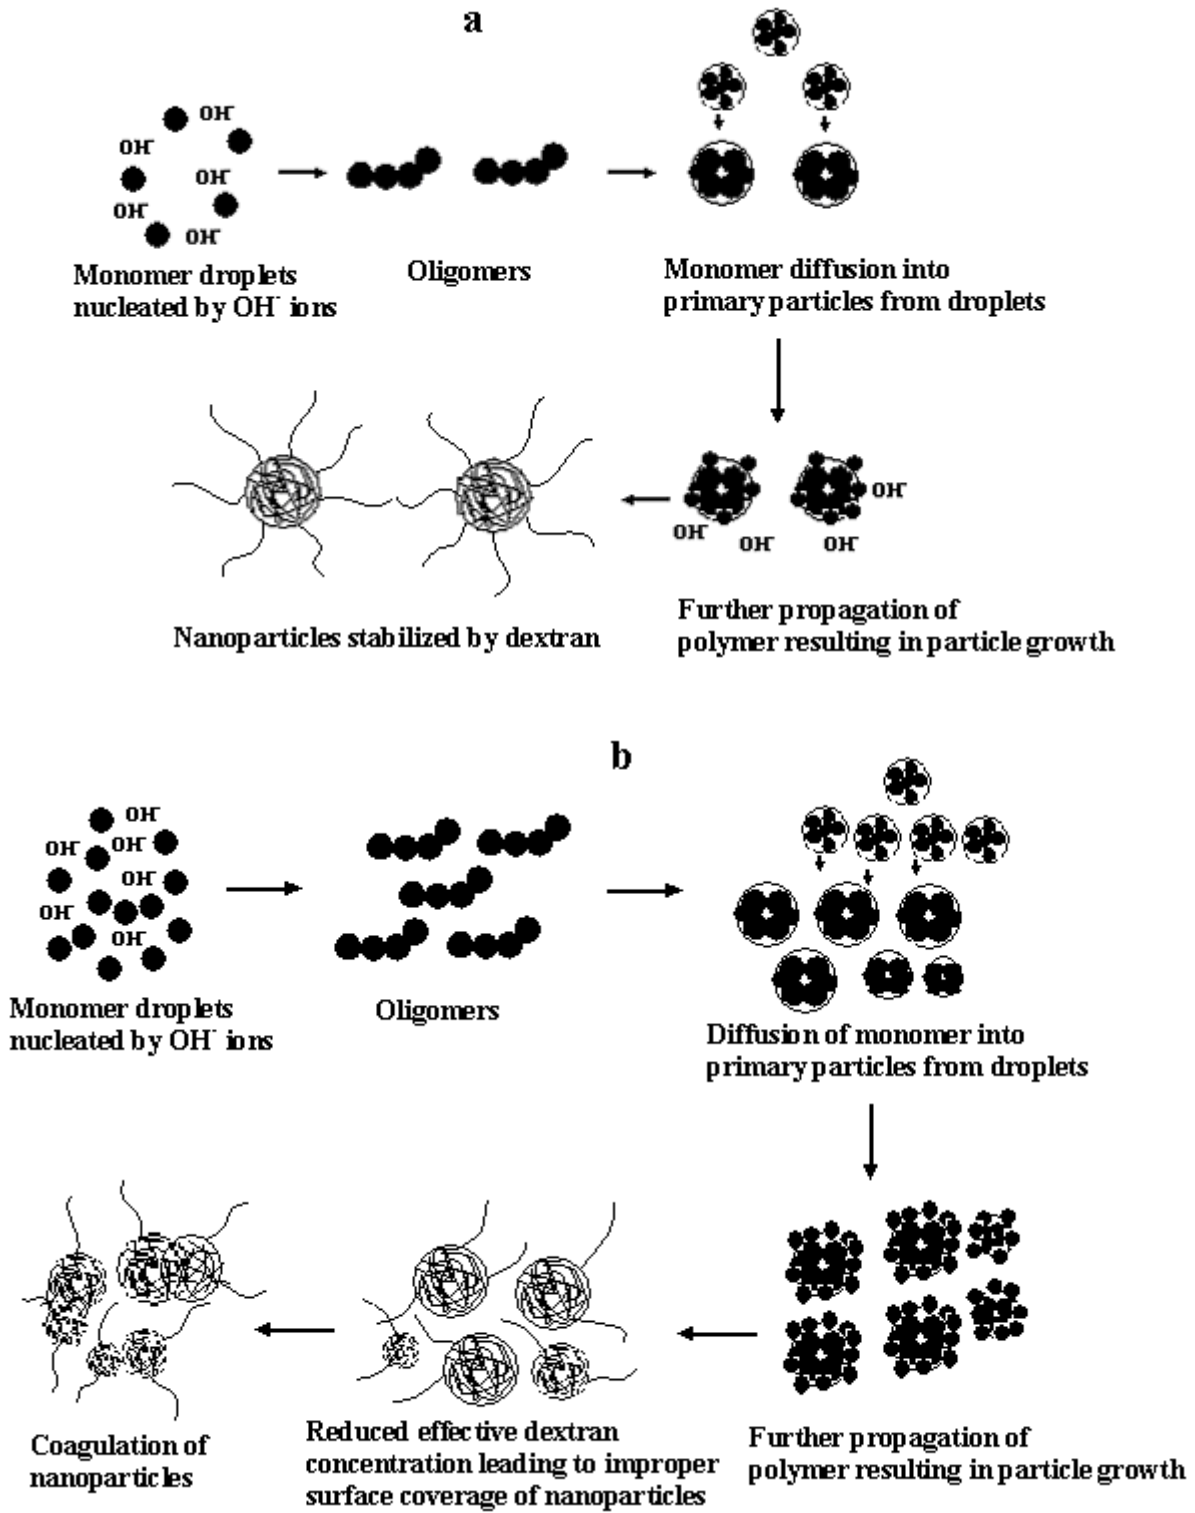 a
OH⁻
OH⁻
OH⁻
OH⁻
OH⁻
Monomer droplets
nucleated by OH⁻ ions
Oligomers
Monomer diffusion into
primary particles from droplets
OH⁻
OH⁻
OH⁻
OH⁻
Nanoparticles stabilized by dextran
Further propagation of
polymer resulting in particle growth
b
OH⁻
OH⁻
OH⁻
OH⁻
OH⁻
OH⁻
Monomer droplets
nucleated by OH⁻ ions
Oligomers
Diffusion of monomer into
primary particles from droplets
Coagulation of
nanoparticles
Reduced effective dextran
concentration leading to improper
surface coverage of nanoparticles
Further propagation of
polymer resulting in particle growth